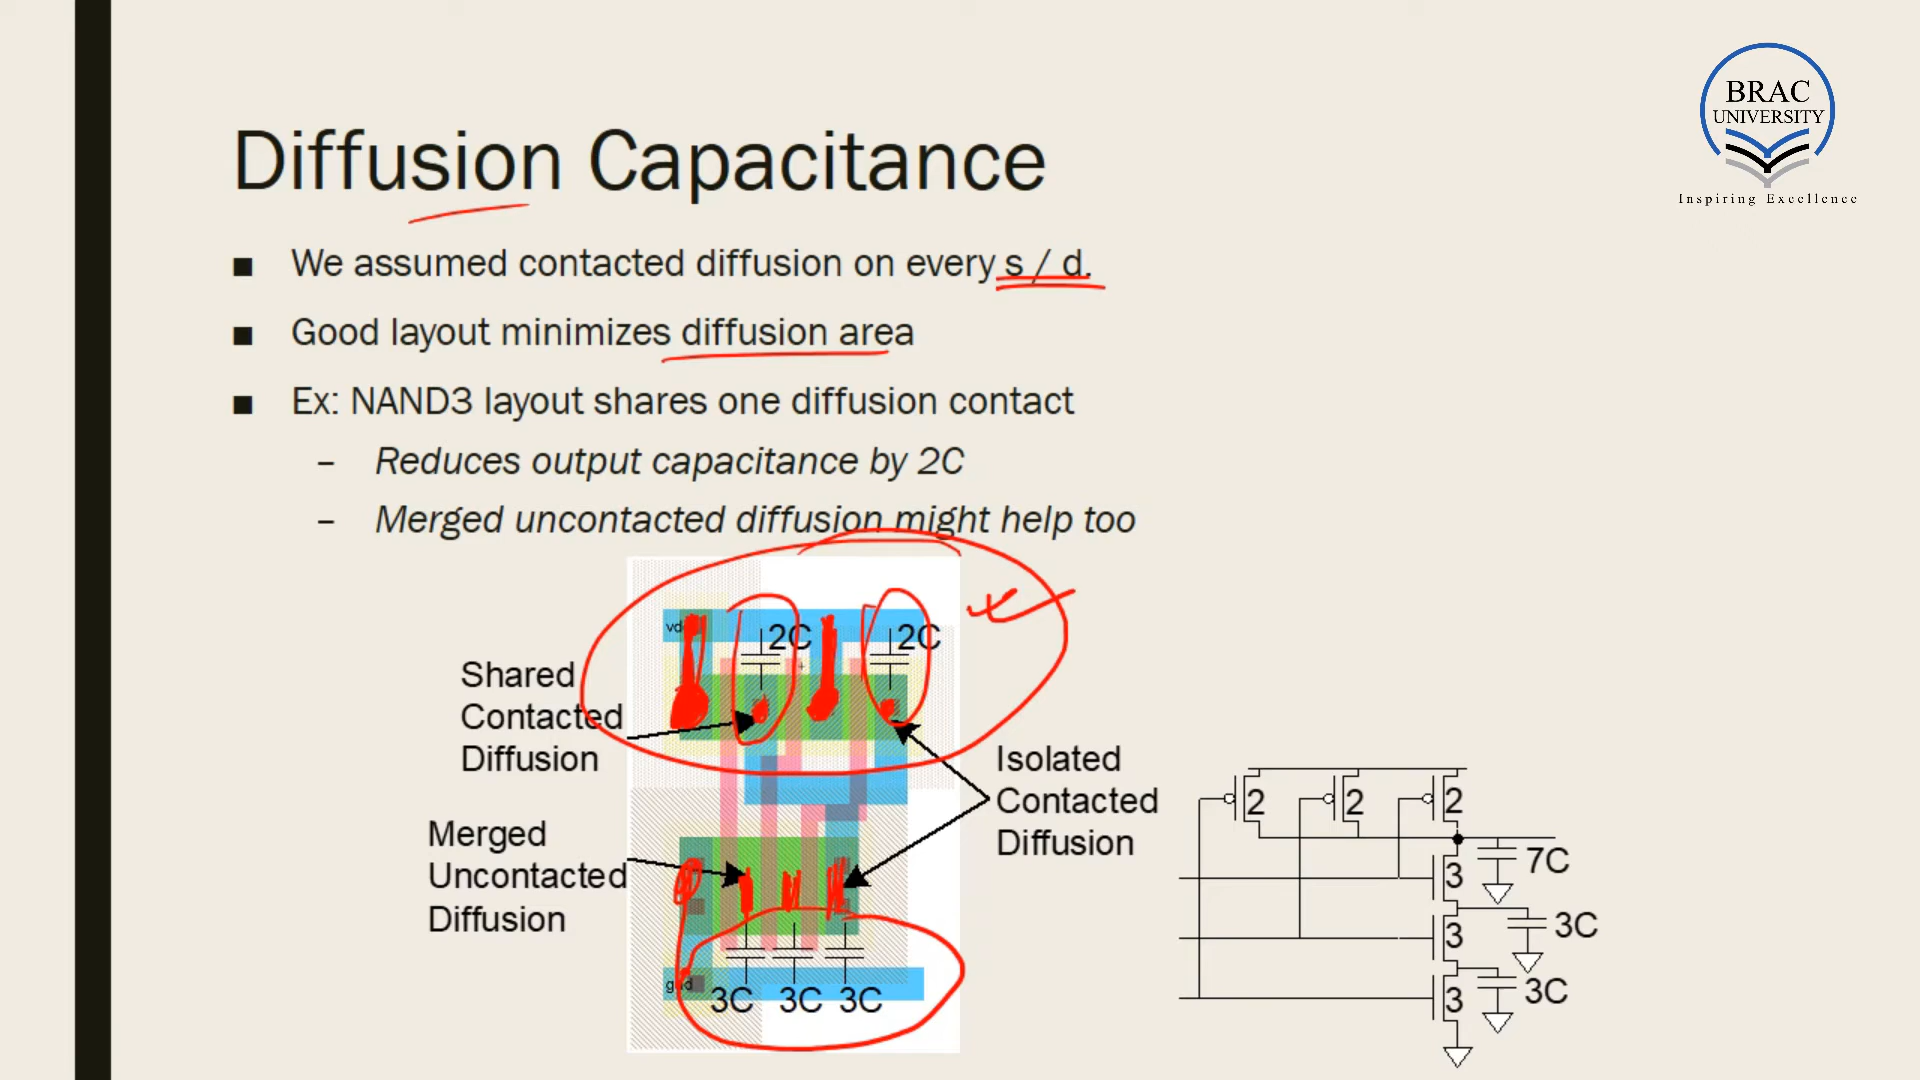 BRAC
UNIVERSITY
Inspiring Excellence
Diffusion Capacitance
■ We assumed contacted diffusion on every s / d.
■ Good layout minimizes diffusion area
■ Ex: NAND3 layout shares one diffusion contact
– Reduces output capacitance by 2C
– Merged uncontacted diffusion might help too
2C 2C
Shared
Contacted
Diffusion
Isolated
Contacted
Diffusion
Merged
Uncontacted
Diffusion
3C 3C 3C
2 2 2
3 7C
3 3C
3 3C